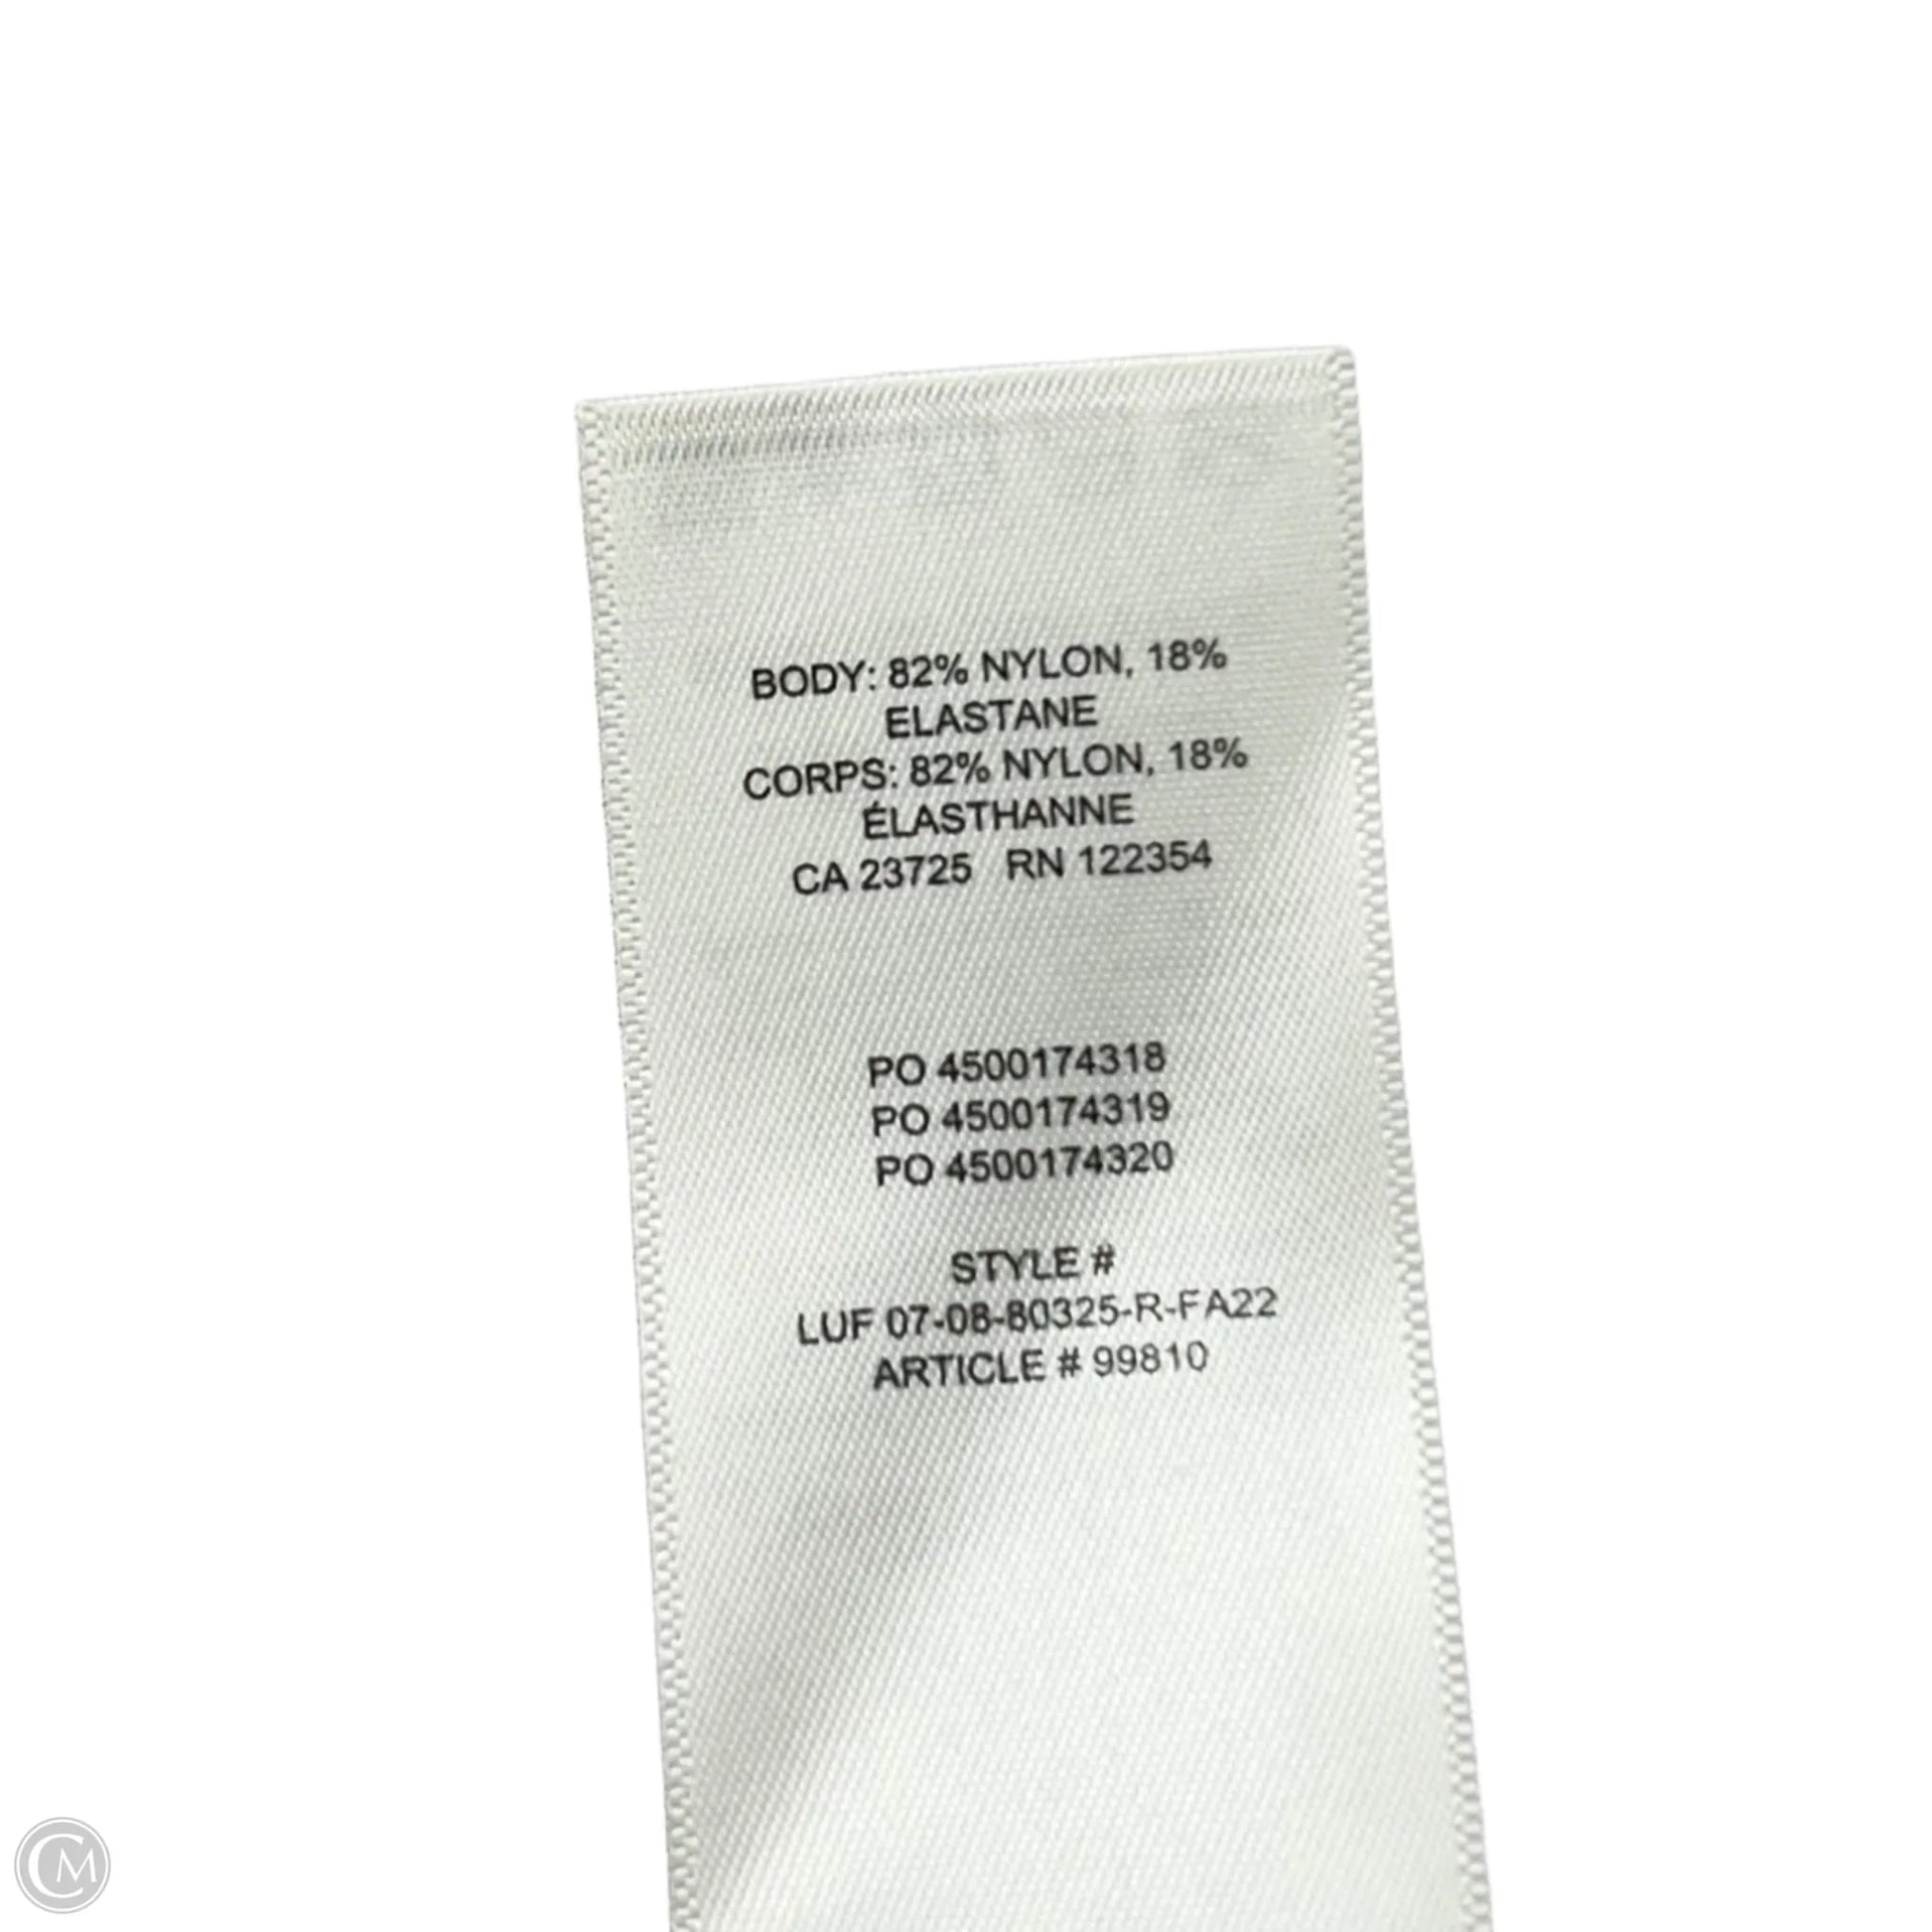 BODY: 82% NYLON, 18%
ELASTANE
CORPS: 82% NYLON, 18%
ÉLASTHANNE
CA 23725 RN 122354
PO 4500174318
PO 4500174319
PO 4500174320
STYLE #
LUF 07-08-80325-R-FA22
ARTICLE # 99810
CM